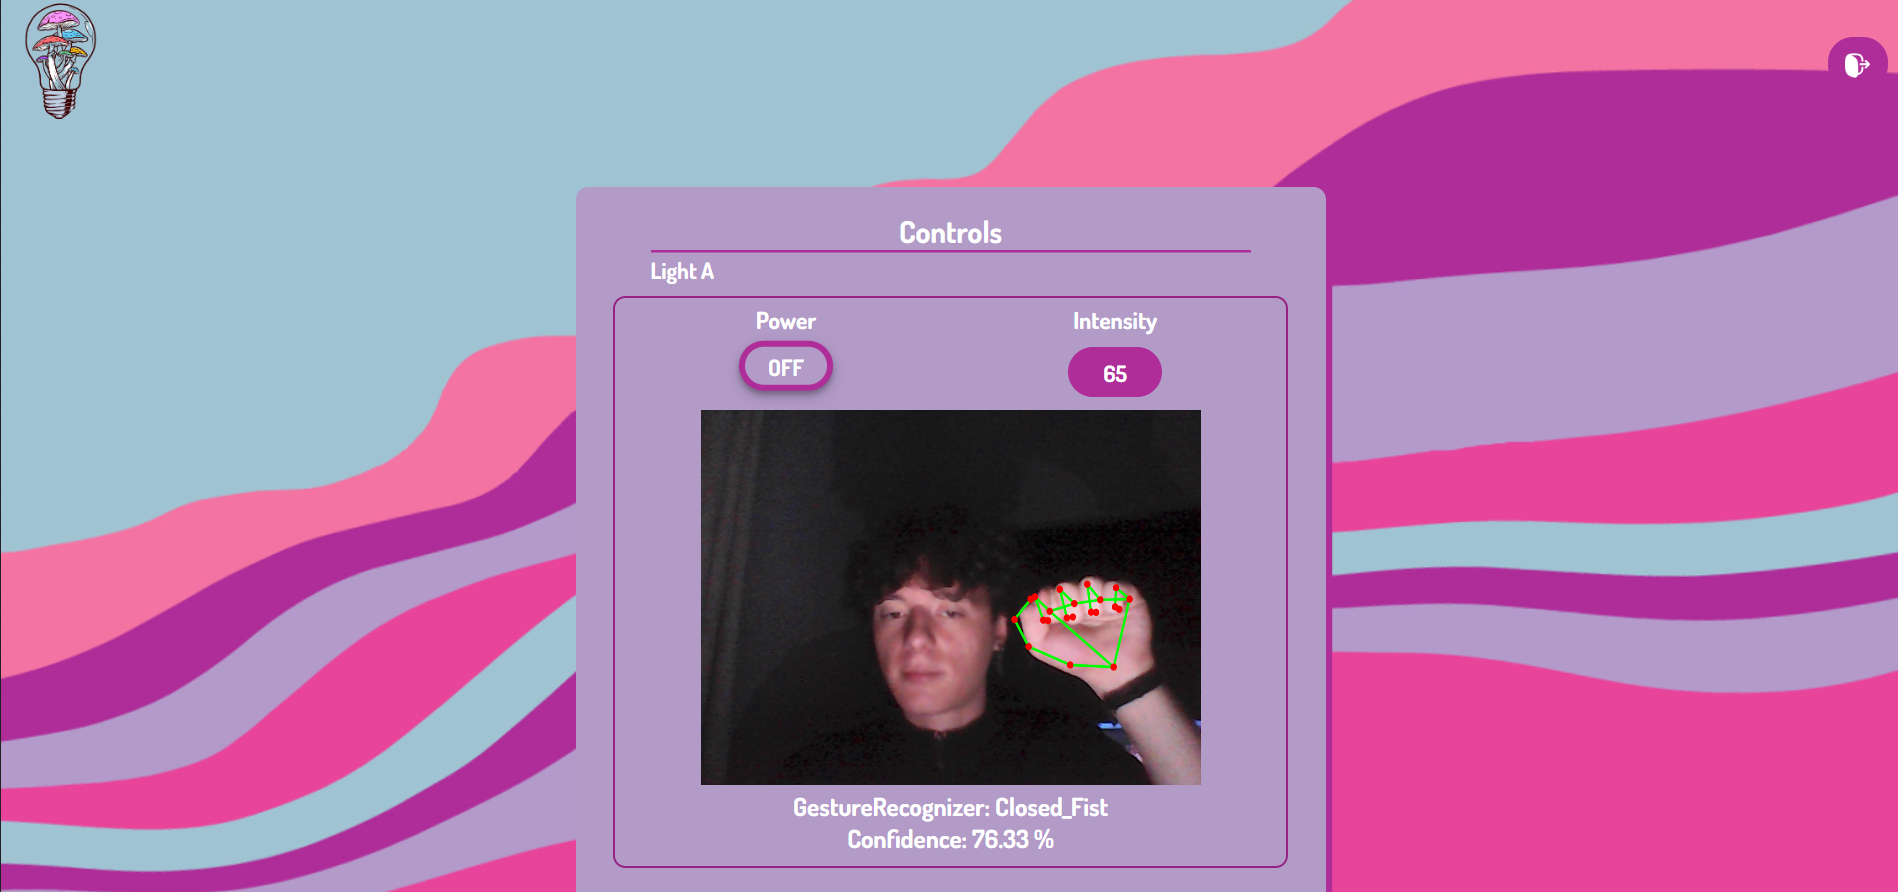 Controls
Light A
Power
Intensity
OFF
65
GestureRecognizer: Closed_Fist
Confidence: 76.33 %